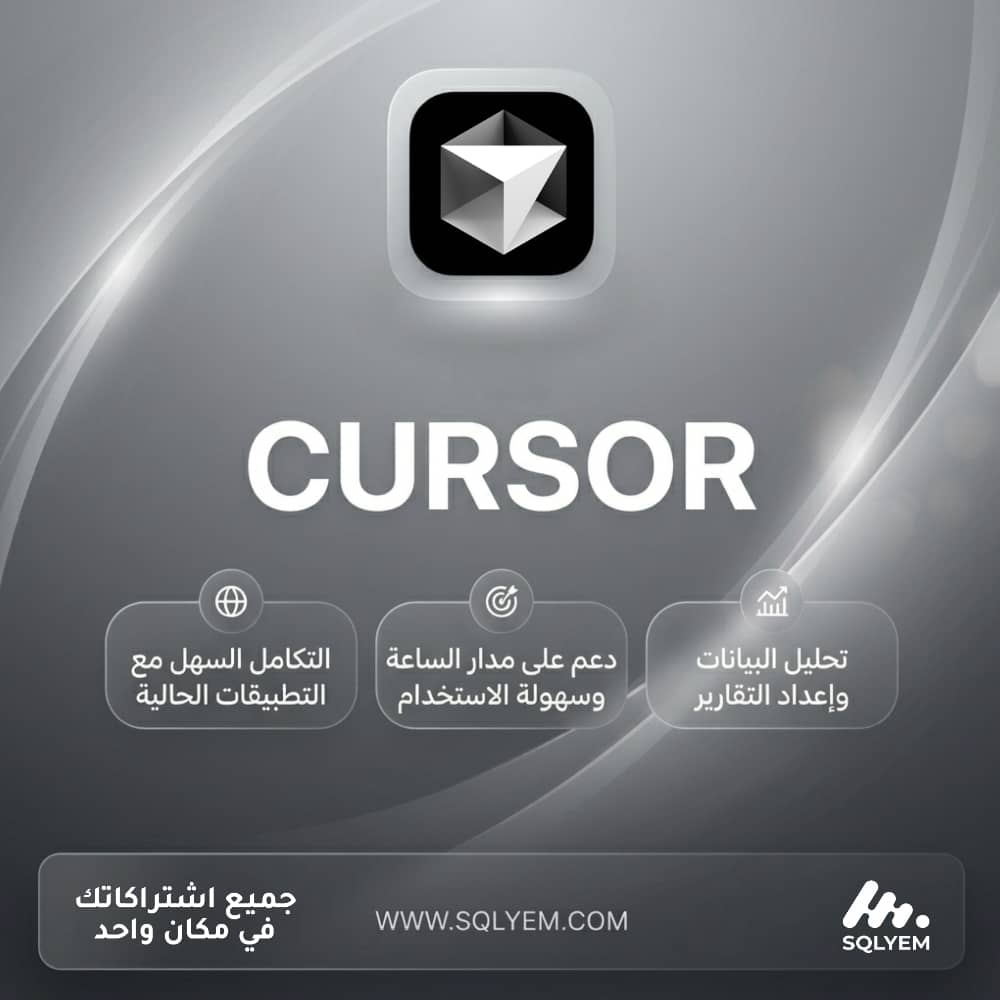 CURSOR
تحليل البيانات
وإعداد التقارير
دعم على مدار الساعة
وسهولة الاستخدام
التكامل السهل مع
التطبيقات الحالية
SQLYEM
WWW.SQLYEM.COM
جميع اشتراكاتك
في مكان واحد